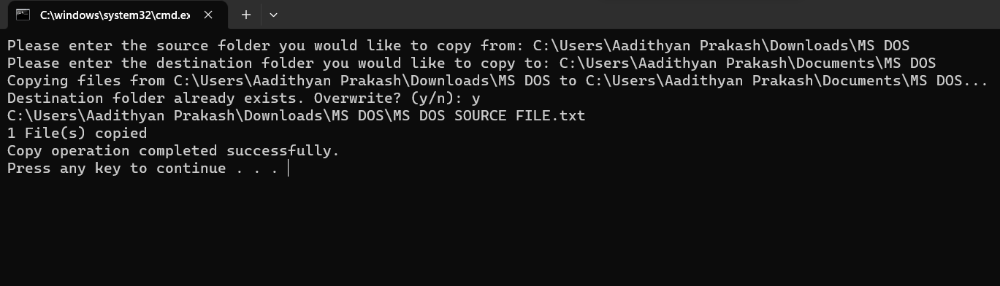 C:\windows\system32\cmd.ex
Please enter the source folder you would like to copy from: C:\Users\Aadithyan Prakash\Downloads\MS DOS
Please enter the destination folder you would like to copy to: C:\Users\Aadithyan Prakash\Documents\MS DOS
Copying files from C:\Users\Aadithyan Prakash\Downloads\MS DOS to C:\Users\Aadithyan Prakash\Documents\MS DOS...
Destination folder already exists. Overwrite? (y/n): y
C:\Users\Aadithyan Prakash\Downloads\MS DOS\MS DOS SOURCE FILE.txt
1 File(s) copied
Copy operation completed successfully.
Press any key to continue . . .